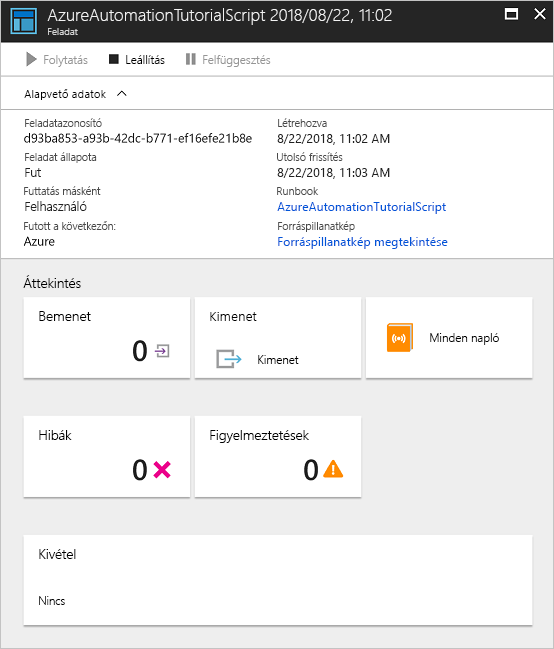 AzureAutomationTutorialScript 2018/08/22, 11:02
Feladat
Folytatás Leállítás Felfüggesztés
Alapvető adatok
Feladatazonosító
d93ba853-a93b-42dc-b771-ef16efe21b8e
Feladat állapota
Fut
Futtatás másként
Felhasználó
Futott a következőn:
Azure
Létrehozva
8/22/2018, 11:02 AM
Utolsó frissítés
8/22/2018, 11:03 AM
Runbook
AzureAutomationTutorialScript
Forráspillanatkép
Forráspillanatkép megtekintése
Áttekintés
Bemenet
0
Kimenet
Kimenet
Minden napló
Hibák
0
Figyelmeztetések
0
Kivétel
Nincs